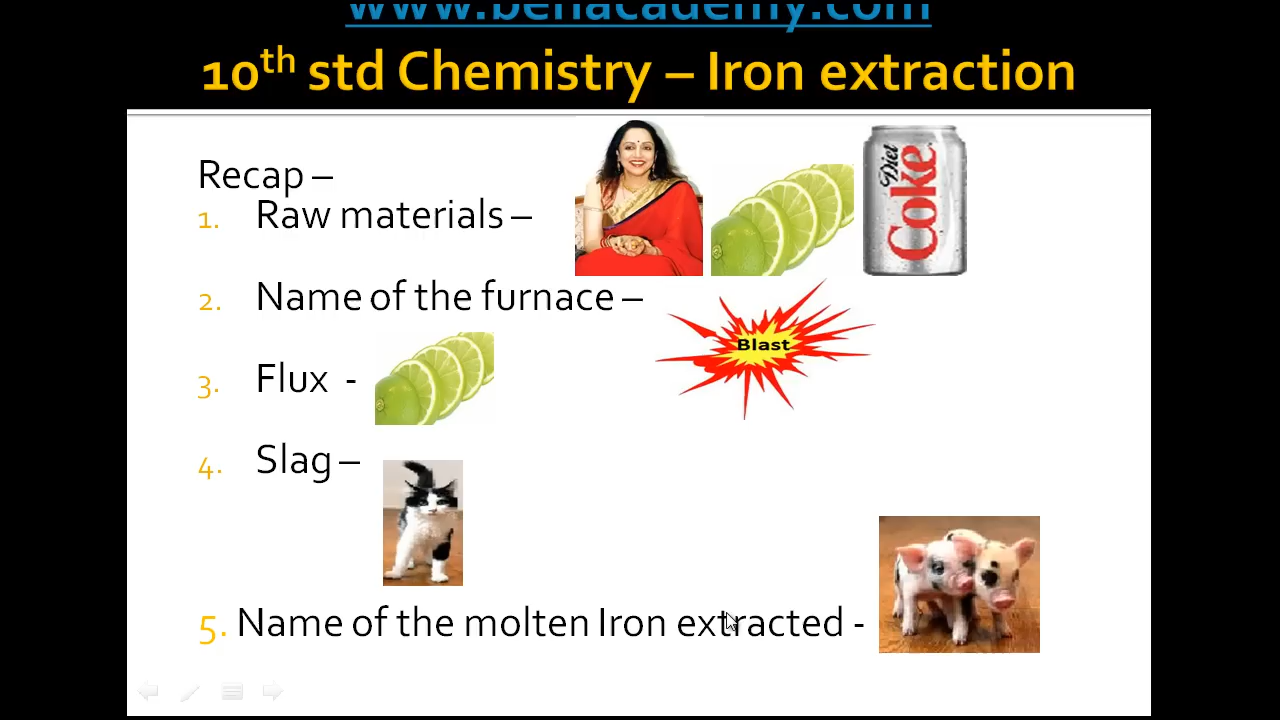 www.benacademy.com
10th std Chemistry – Iron extraction
Recap –
1. Raw materials –
Diet Coke
2. Name of the furnace –
Blast
3. Flux -
4. Slag –
5. Name of the molten Iron extracted -